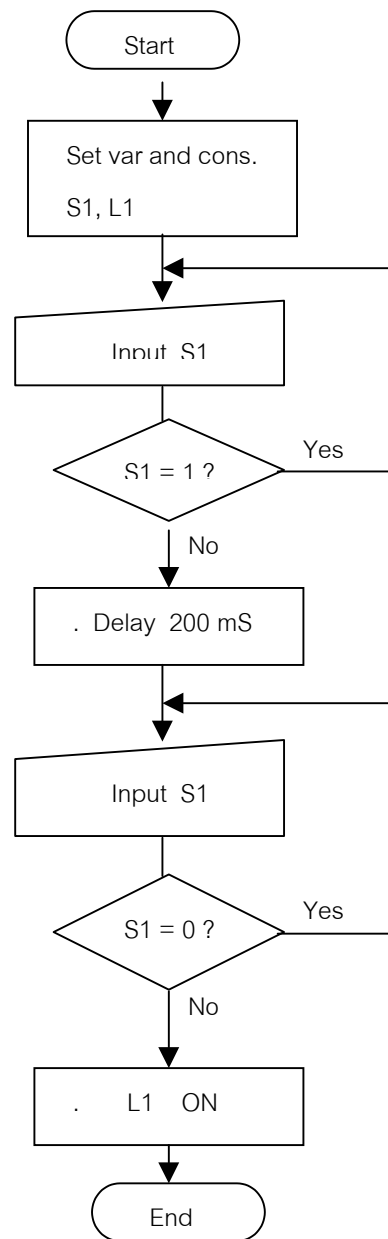 Start
Set var and cons.
S1, L1
Input S1
S1 = 1 ?
Yes
No
. Delay 200 mS
Input S1
S1 = 0 ?
Yes
No
. L1 ON
End